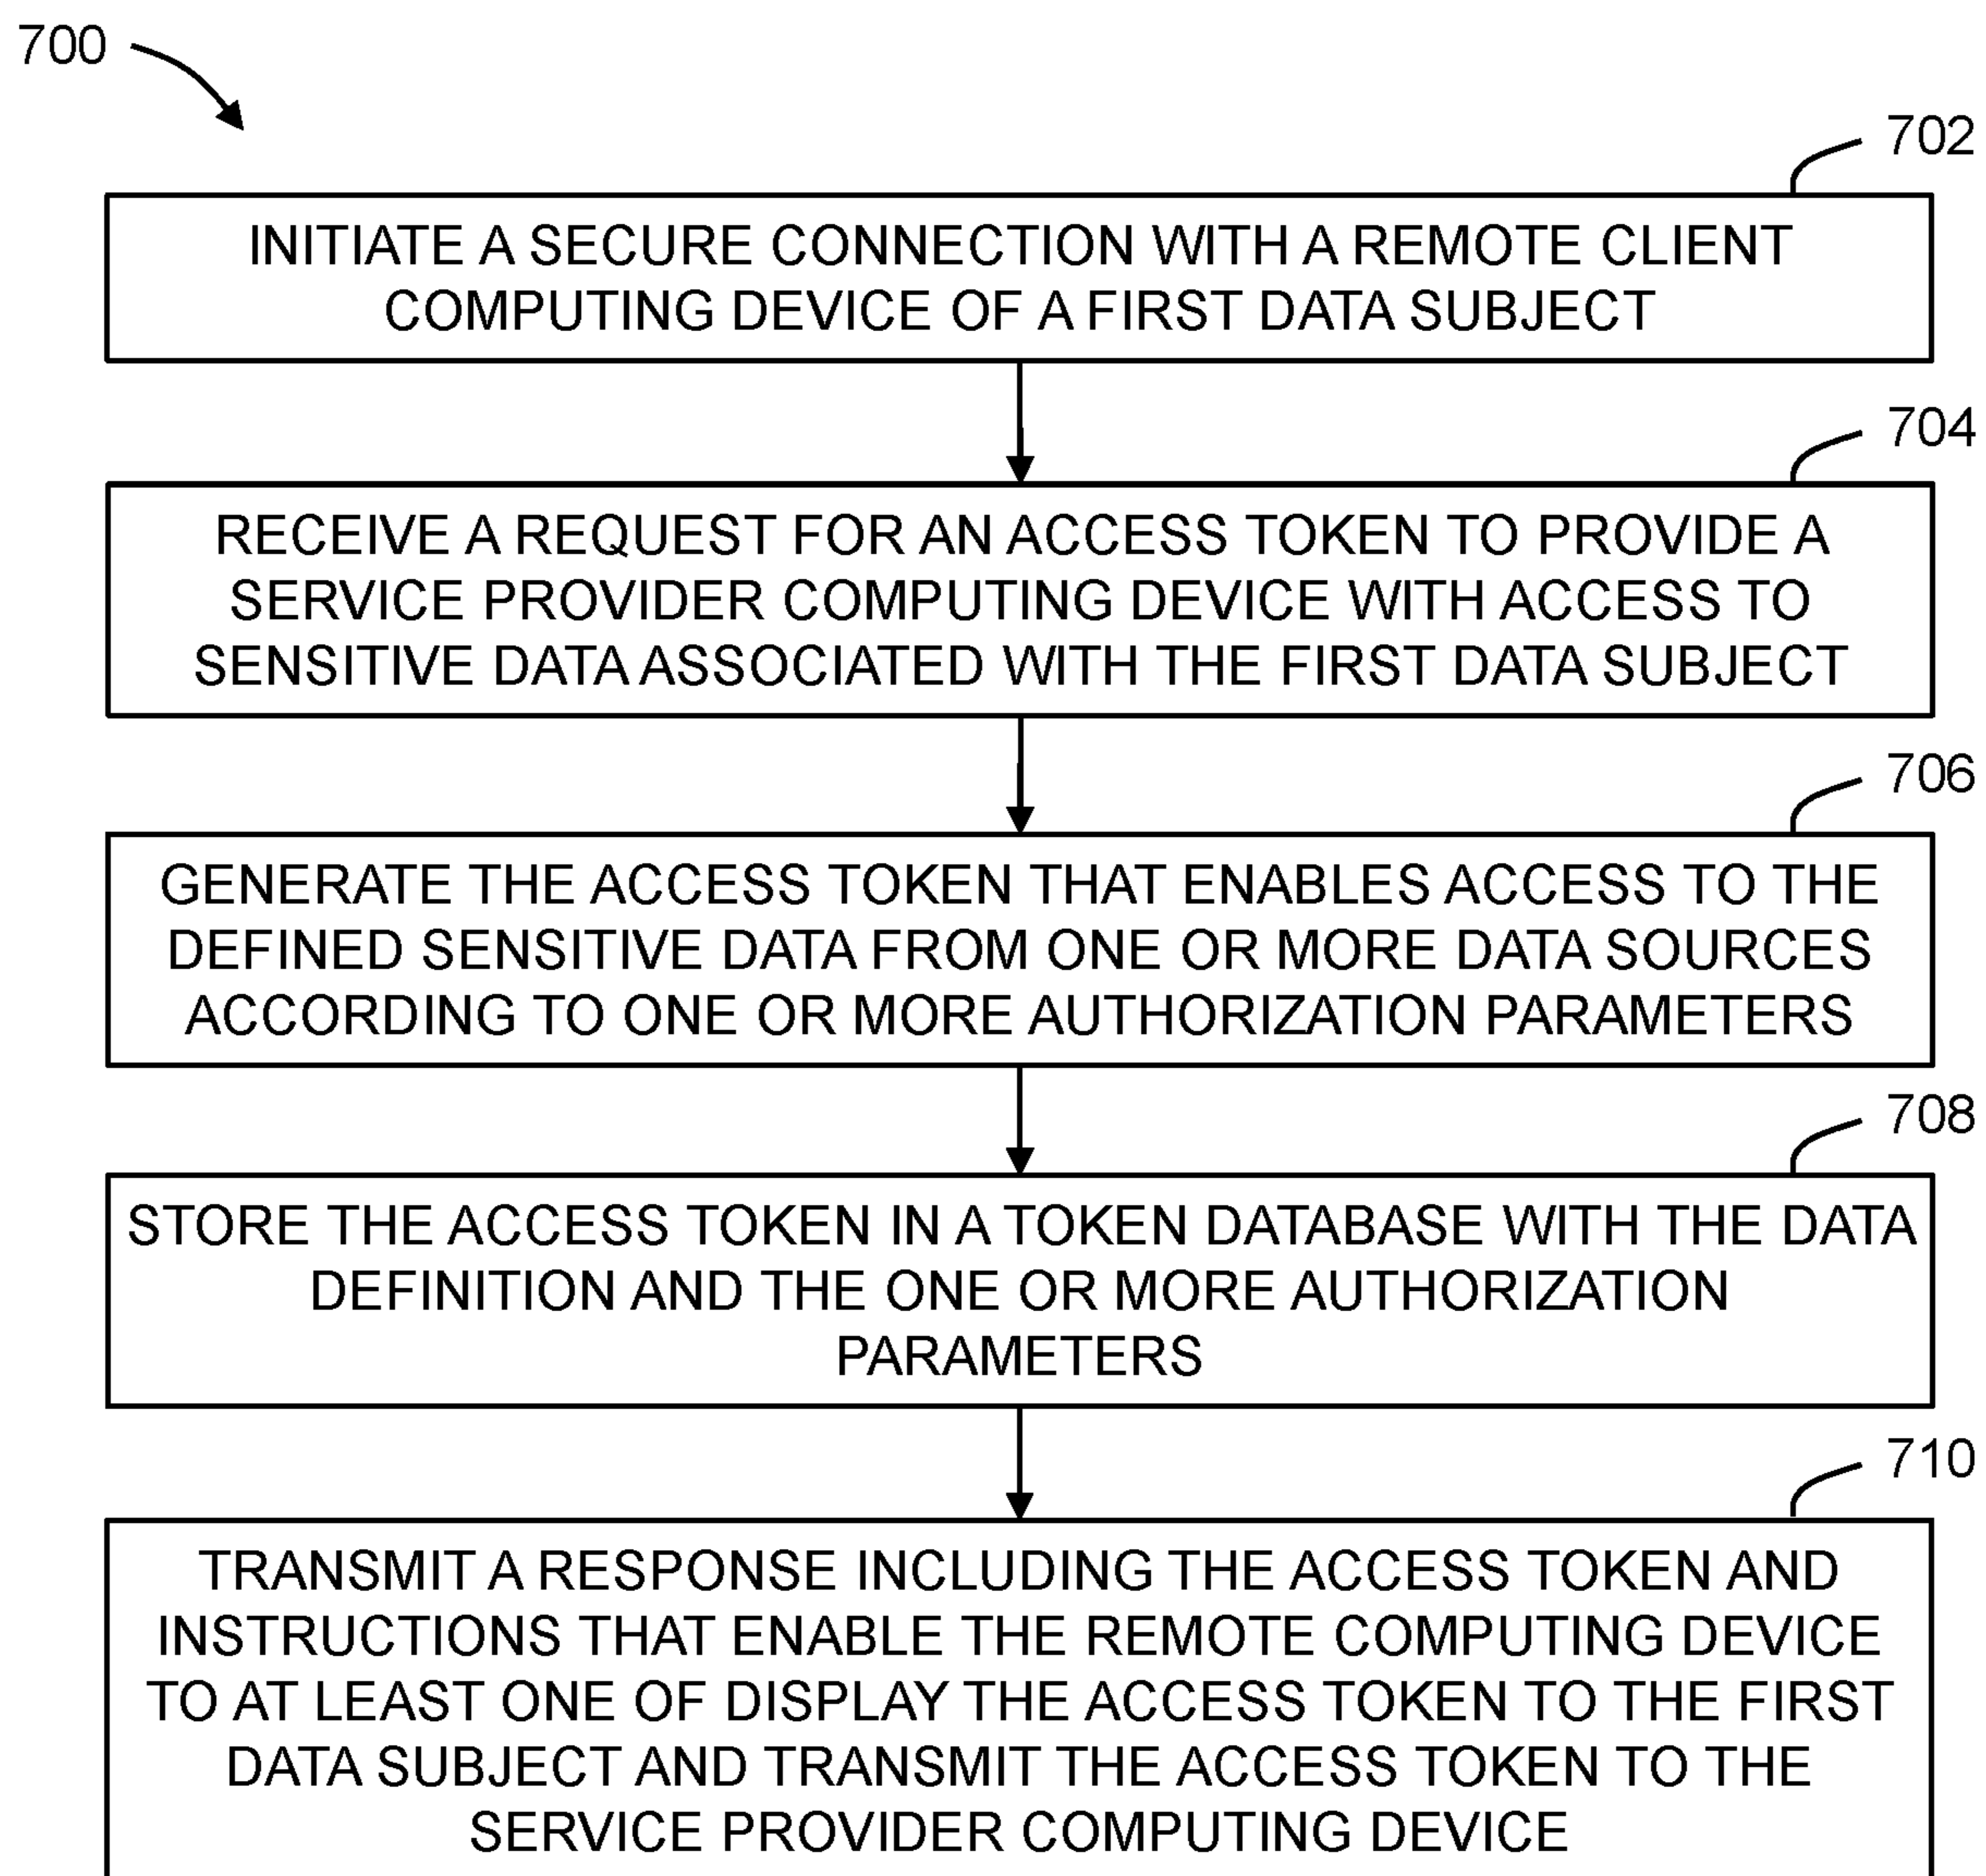 700
702
INITIATE A SECURE CONNECTION WITH A REMOTE CLIENT
COMPUTING DEVICE OF A FIRST DATA SUBJECT
704
RECEIVE A REQUEST FOR AN ACCESS TOKEN TO PROVIDE A
SERVICE PROVIDER COMPUTING DEVICE WITH ACCESS TO
SENSITIVE DATA ASSOCIATED WITH THE FIRST DATA SUBJECT
706
GENERATE THE ACCESS TOKEN THAT ENABLES ACCESS TO THE
DEFINED SENSITIVE DATA FROM ONE OR MORE DATA SOURCES
ACCORDING TO ONE OR MORE AUTHORIZATION PARAMETERS
708
STORE THE ACCESS TOKEN IN A TOKEN DATABASE WITH THE DATA
DEFINITION AND THE ONE OR MORE AUTHORIZATION
PARAMETERS
710
TRANSMIT A RESPONSE INCLUDING THE ACCESS TOKEN AND
INSTRUCTIONS THAT ENABLE THE REMOTE COMPUTING DEVICE
TO AT LEAST ONE OF DISPLAY THE ACCESS TOKEN TO THE FIRST
DATA SUBJECT AND TRANSMIT THE ACCESS TOKEN TO THE
SERVICE PROVIDER COMPUTING DEVICE